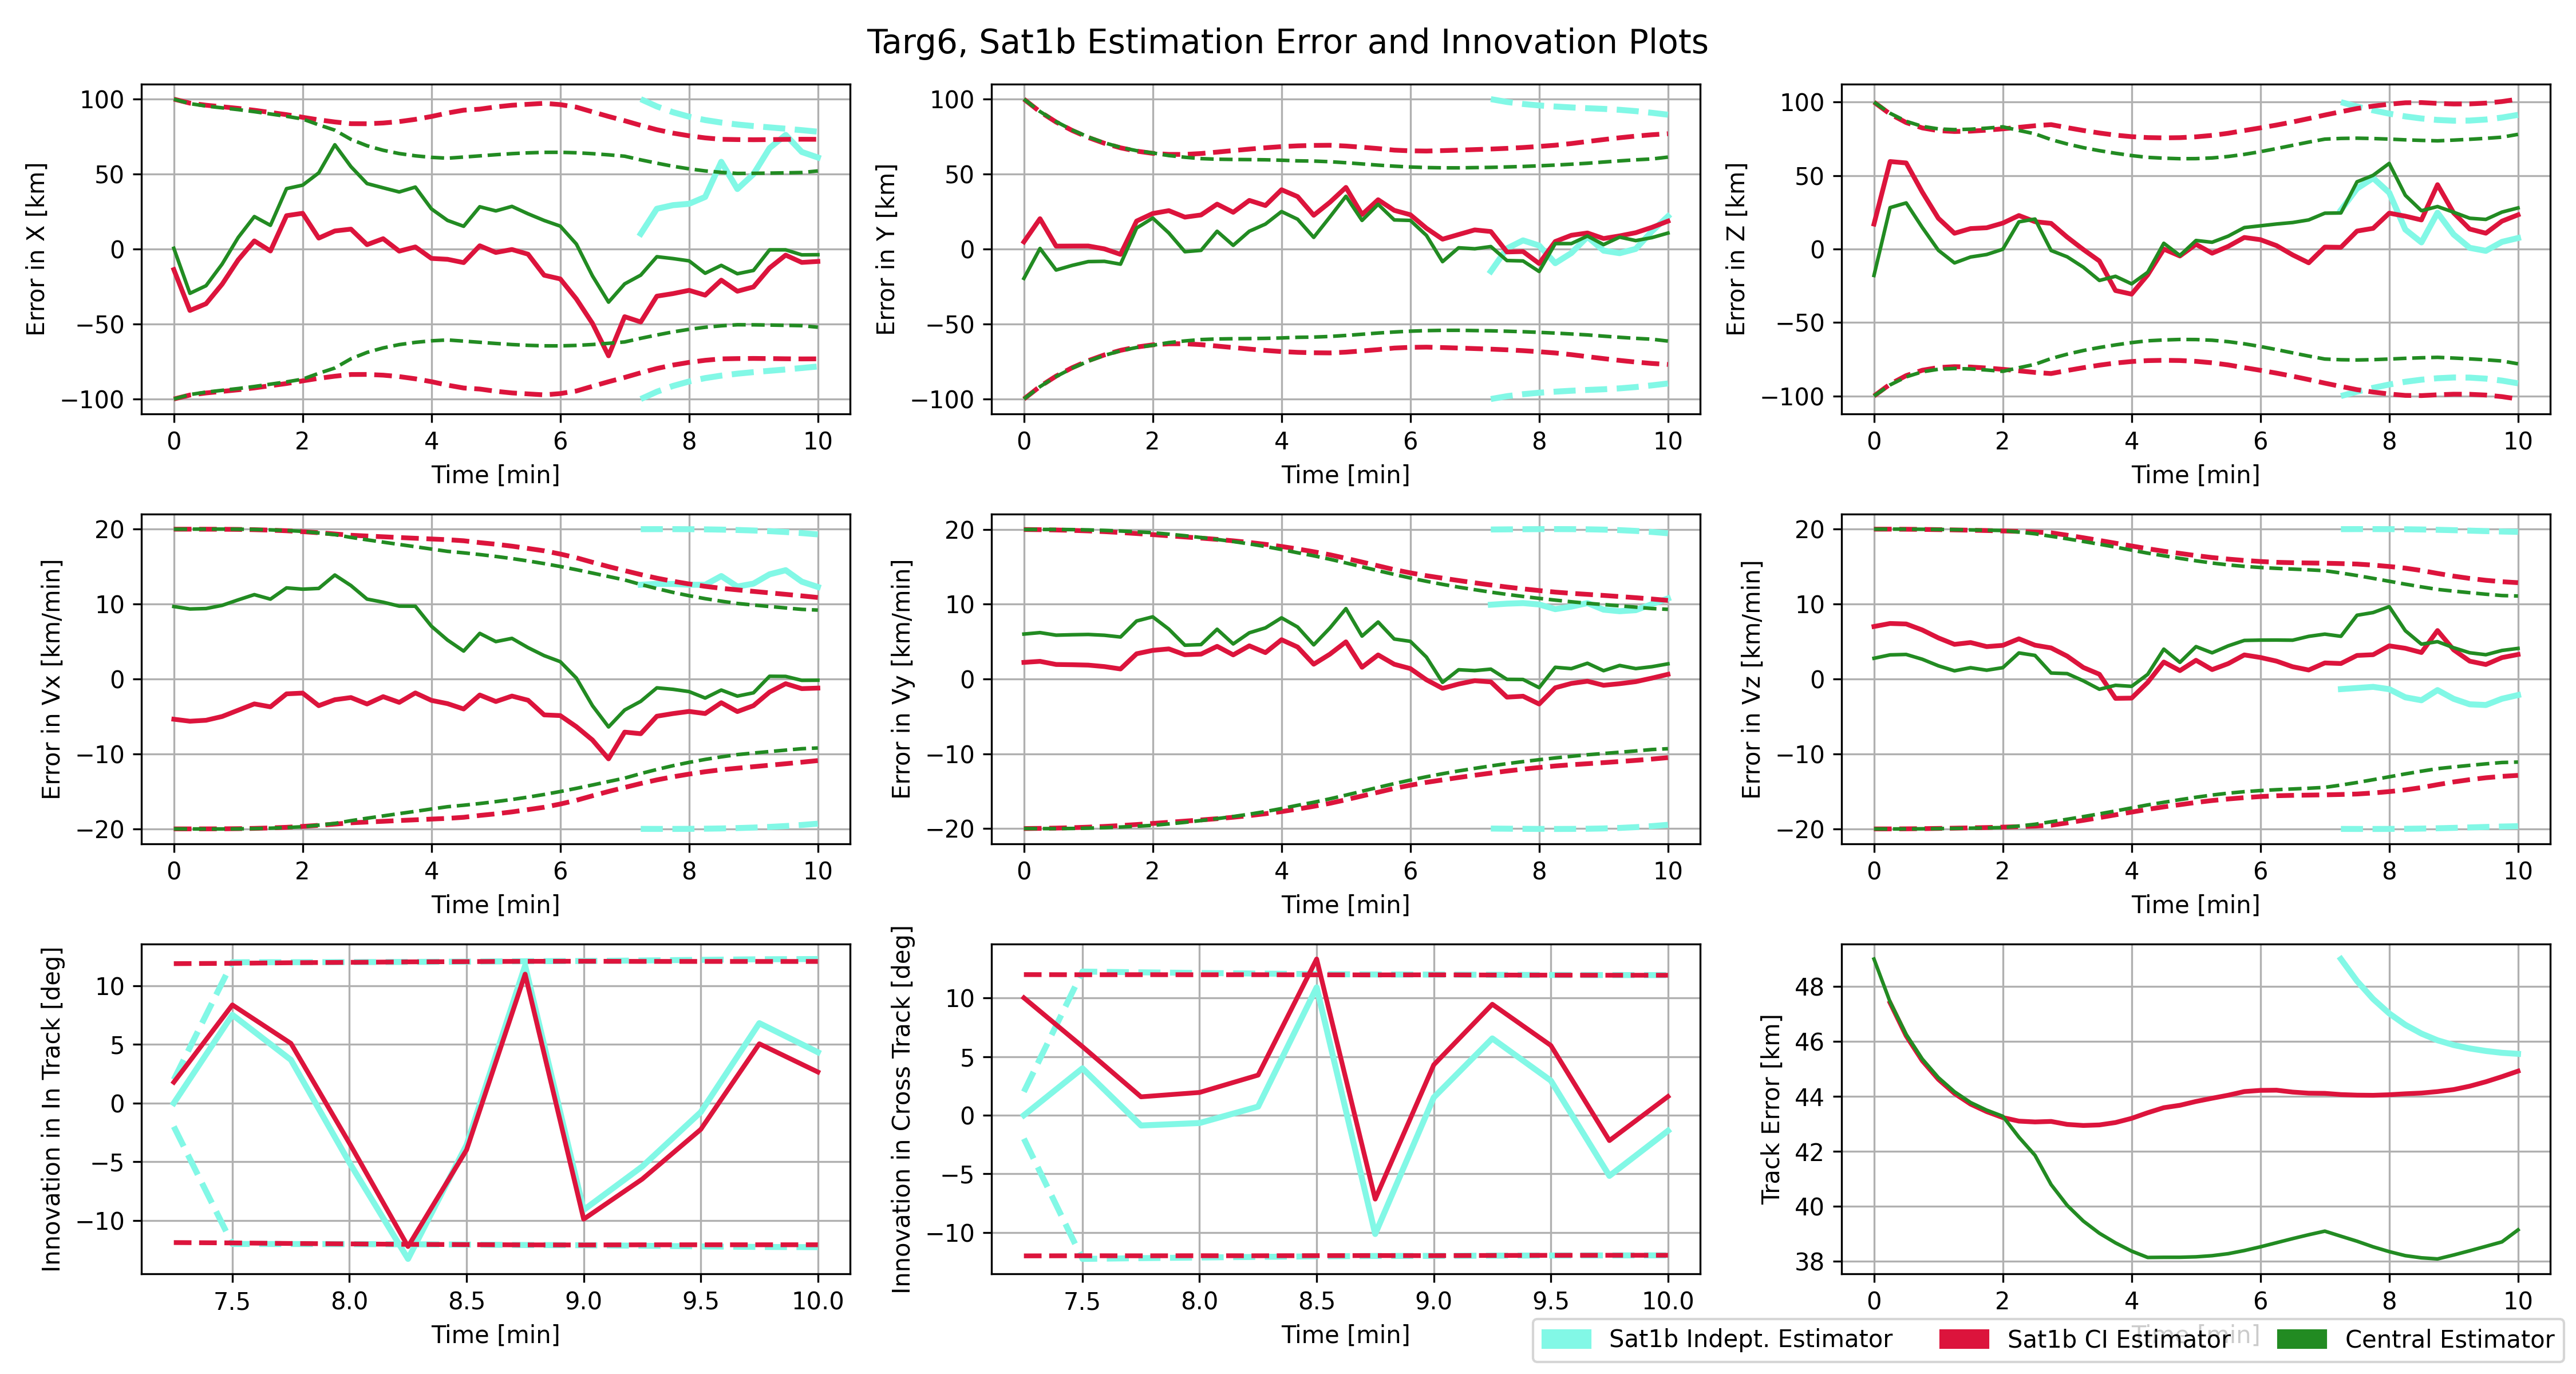 Targ6, Sat1b Estimation Error and Innovation Plots
Error in X [km]
100
50
0
−50
−100
0 2 4 6 8 10
Time [min]
Error in Y [km]
100
50
0
−50
−100
0 2 4 6 8 10
Time [min]
Error in Z [km]
100
50
0
−50
−100
0 2 4 6 8 10
Time [min]
Error in Vx [km/min]
20
10
0
−10
−20
0 2 4 6 8 10
Time [min]
Error in Vy [km/min]
20
10
0
−10
−20
0 2 4 6 8 10
Time [min]
Error in Vz [km/min]
20
10
0
−10
−20
0 2 4 6 8 10
Time [min]
Innovation in In Track [deg]
10
5
0
−5
−10
7.5 8.0 8.5 9.0 9.5 10.0
Time [min]
Innovation in Cross Track [deg]
10
5
0
−5
−10
7.5 8.0 8.5 9.0 9.5 10.0
Time [min]
Track Error [km]
48
46
44
42
40
38
0 2 4 6 8 10
Time [min]
Sat1b Indept. Estimator Sat1b CI Estimator Central Estimator